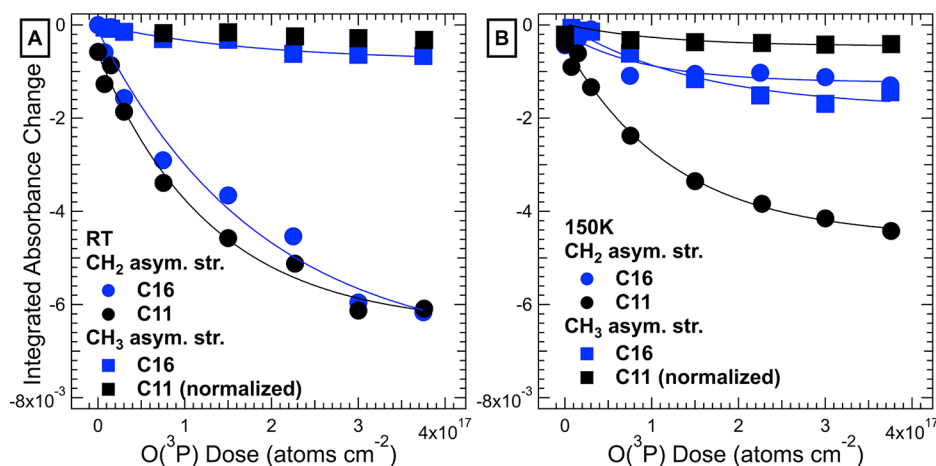 A
B
Integrated Absorbance Change
0
-2
-4
-6
-8x10⁻³
RT
CH₂ asym. str.
C16
C11
CH₃ asym. str.
C16
C11 (normalized)
0
1
2
3
4x10¹⁷
O(³P) Dose (atoms cm⁻²)
0
-2
-4
-6
-8x10⁻³
150K
CH₂ asym. str.
C16
C11
CH₃ asym. str.
C16
C11 (normalized)
0
1
2
3
4x10¹⁷
O(³P) Dose (atoms cm⁻²)